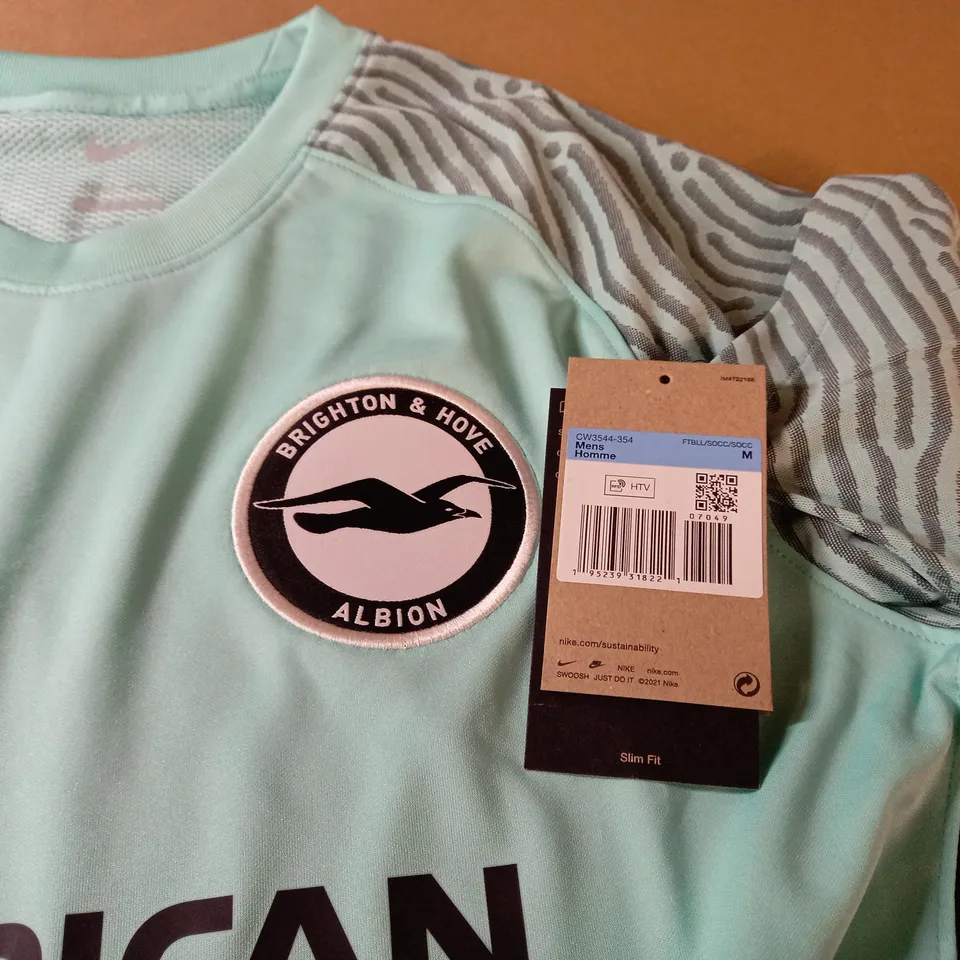 BRIGHTON & HOVE
ALBION
CW3544-354
Mens
Homme
FTBLL/SOCC/SOCC
M
HTV
07049
1 95239 31822 1
nike.com/sustainability
NIKE nike.com
SWOOSH JUST DO IT ©2021 Nike
Slim Fit
RICAN